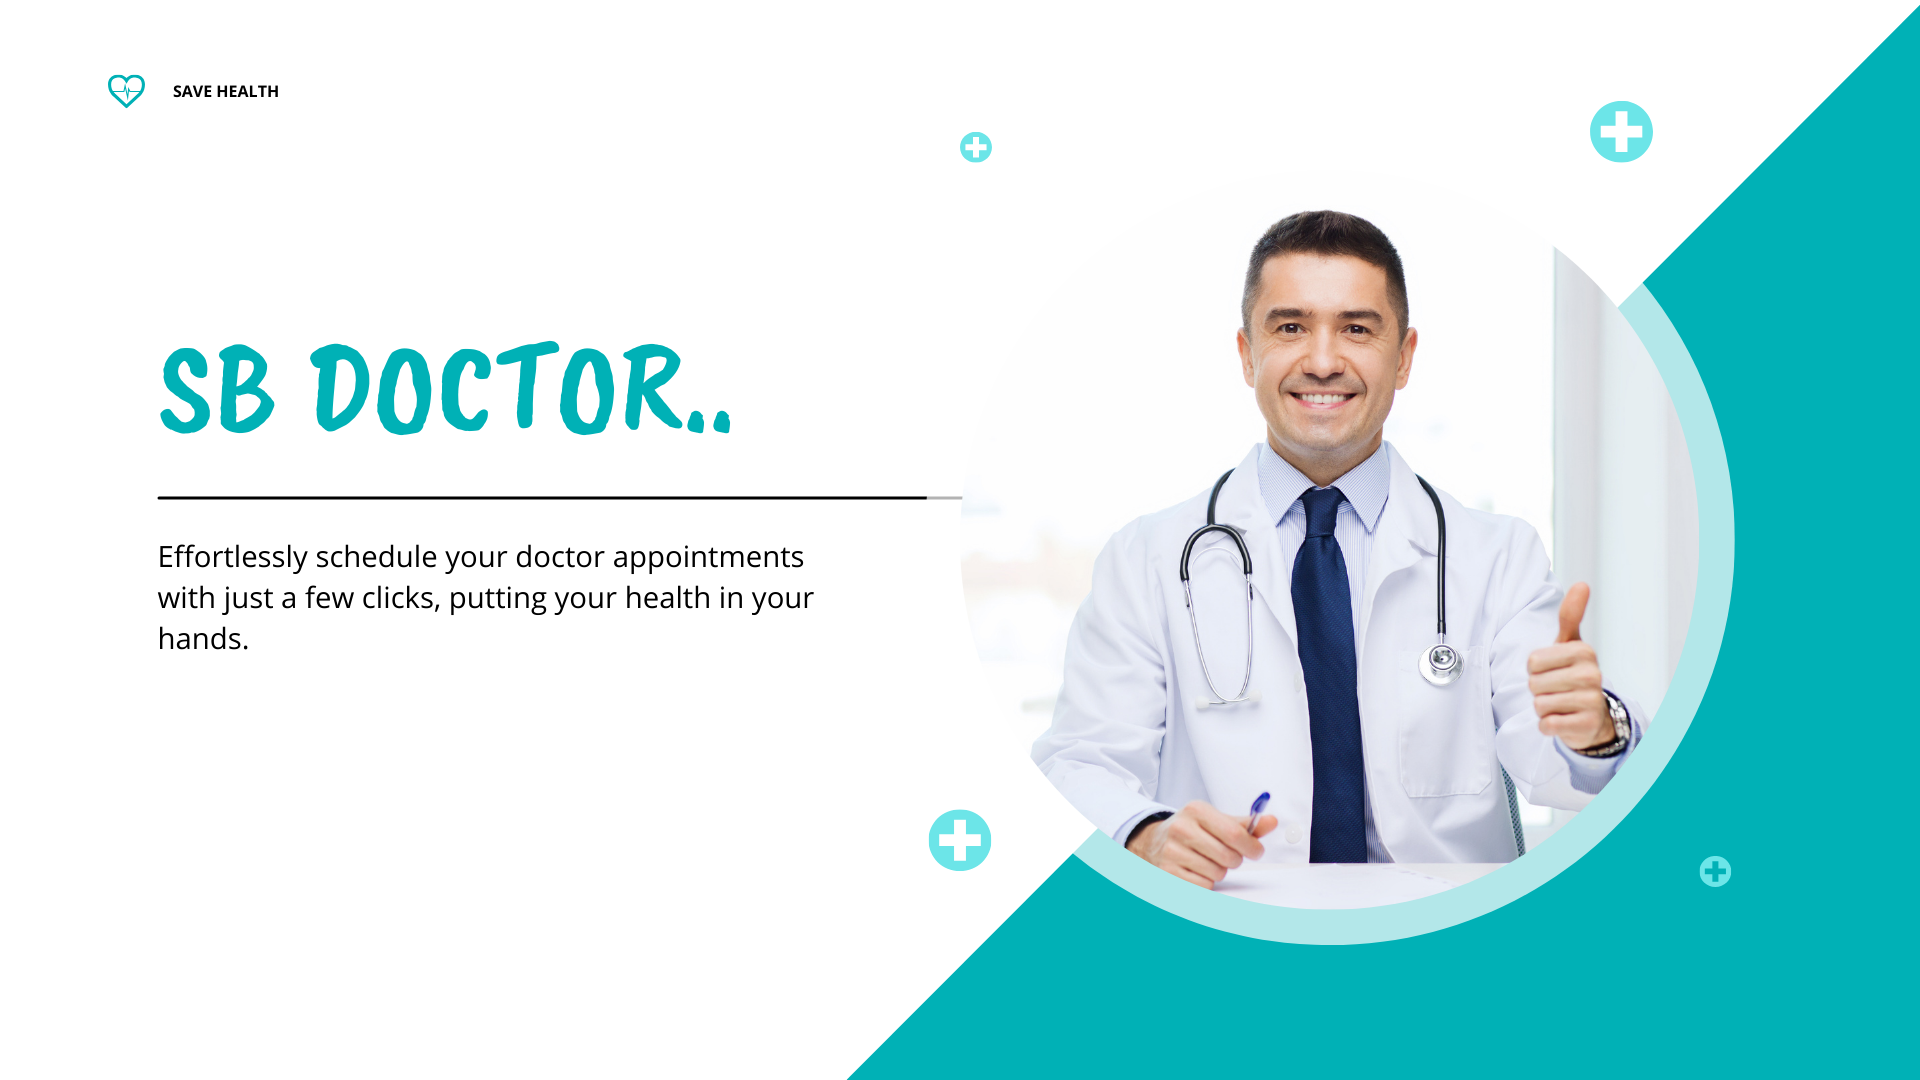 SAVE HEALTH
SB DOCTOR..
Effortlessly schedule your doctor appointments
with just a few clicks, putting your health in your
hands.